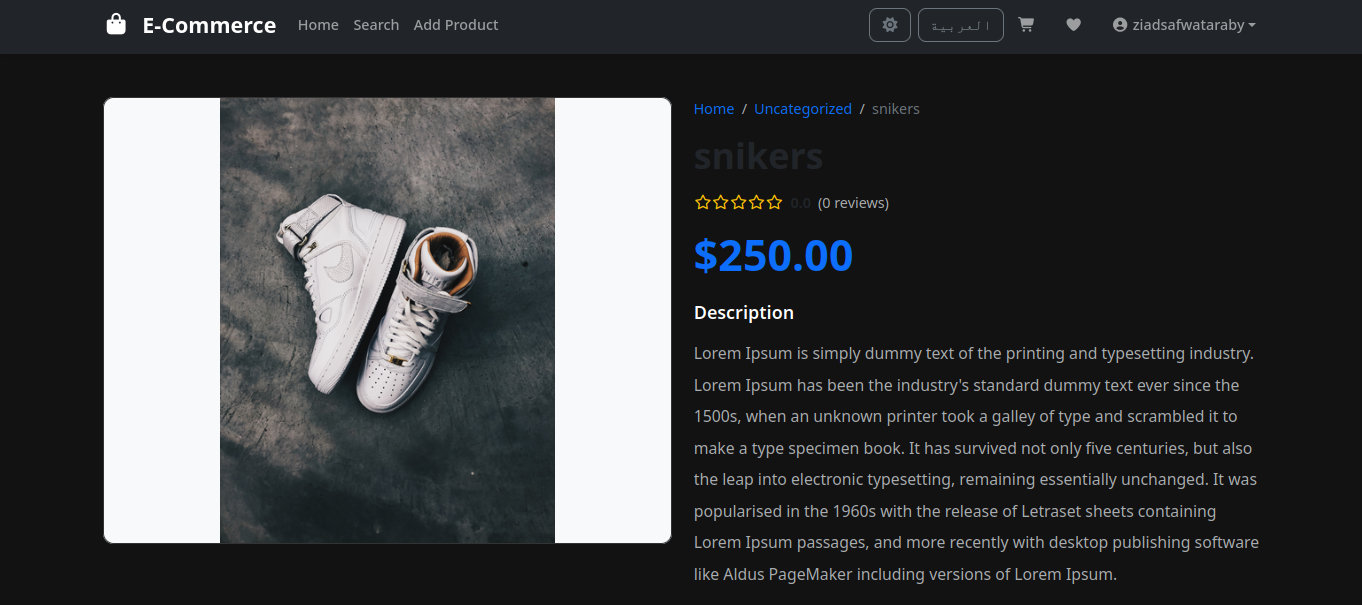 E-Commerce Home Search Add Product العربية ziadsafwataraby
Home / Uncategorized / snikers
snikers
0.0 (0 reviews)
$250.00
Description
Lorem Ipsum is simply dummy text of the printing and typesetting industry.
Lorem Ipsum has been the industry's standard dummy text ever since the
1500s, when an unknown printer took a galley of type and scrambled it to
make a type specimen book. It has survived not only five centuries, but also
the leap into electronic typesetting, remaining essentially unchanged. It was
popularised in the 1960s with the release of Letraset sheets containing
Lorem Ipsum passages, and more recently with desktop publishing software
like Aldus PageMaker including versions of Lorem Ipsum.